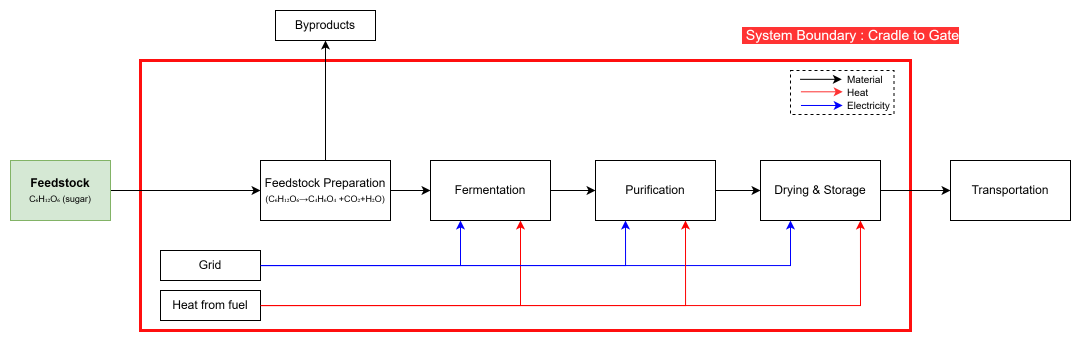 Byproducts
System Boundary : Cradle to Gate
Material
Heat
Electricity
Feedstock
C₆H₁₂O₆ (sugar)
Feedstock Preparation
(C₆H₁₂O₆→C₄H₆O₄ +CO₂+H₂O)
Fermentation
Purification
Drying & Storage
Transportation
Grid
Heat from fuel